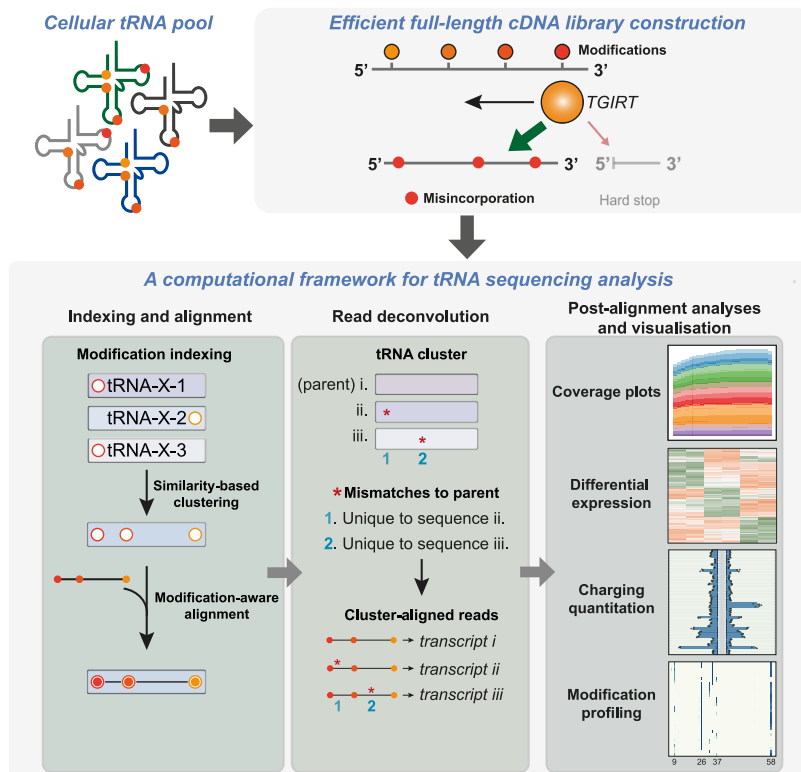 Cellular tRNA pool
Efficient full-length cDNA library construction
Modifications
5’
3’
TGIRT
5’
3’
5’
3’
Misincorporation
Hard stop
A computational framework for tRNA sequencing analysis
Indexing and alignment
Modification indexing
tRNA-X-1
tRNA-X-2
tRNA-X-3
Similarity-based
clustering
Modification-aware
alignment
Read deconvolution
tRNA cluster
(parent) i.
ii.
*
iii.
*
1
2
* Mismatches to parent
1. Unique to sequence ii.
2. Unique to sequence iii.
Cluster-aligned reads
transcript i
*
transcript ii
*
transcript iii
1
2
Post-alignment analyses
and visualisation
Coverage plots
Differential
expression
Charging
quantitation
Modification
profiling
9
26
37
58